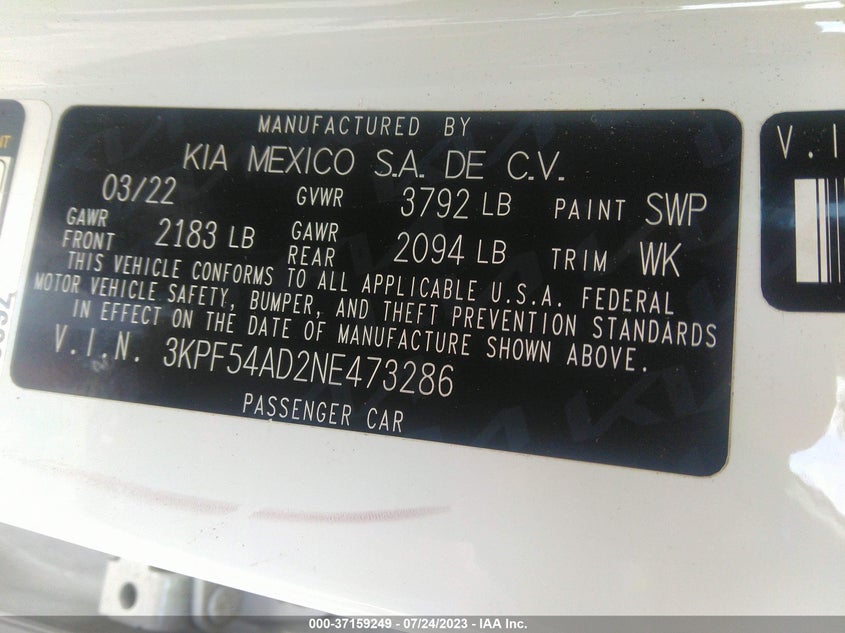 MANUFACTURED BY
KIA MEXICO S.A. DE C.V.
03/22 GVWR 3792 LB PAINT SWP
GAWR FRONT 2183 LB GAWR REAR 2094 LB TRIM WK
THIS VEHICLE CONFORMS TO ALL APPLICABLE U.S.A. FEDERAL
MOTOR VEHICLE SAFETY, BUMPER, AND THEFT PREVENTION STANDARDS
IN EFFECT ON THE DATE OF MANUFACTURE SHOWN ABOVE.
V.I.N. 3KPF54AD2NE473286
PASSENGER CAR
V.I
000-37159249 - 07/24/2023 - IAA Inc.